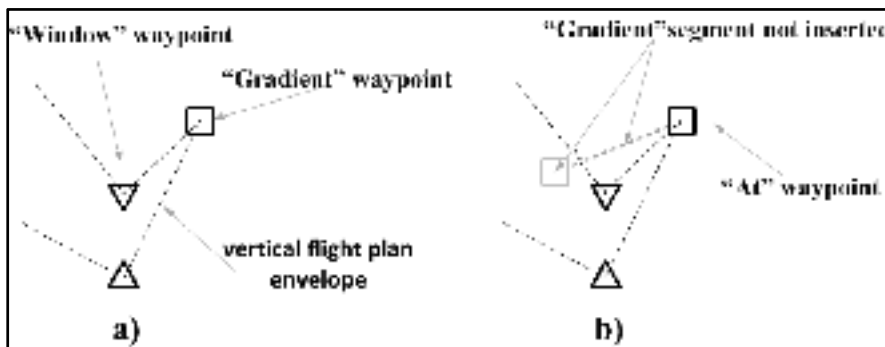 “Window” waypoint
“Gradient” waypoint
vertical flight plan
envelope
a)
“Gradient”segment not inserted
“At” waypoint
b)